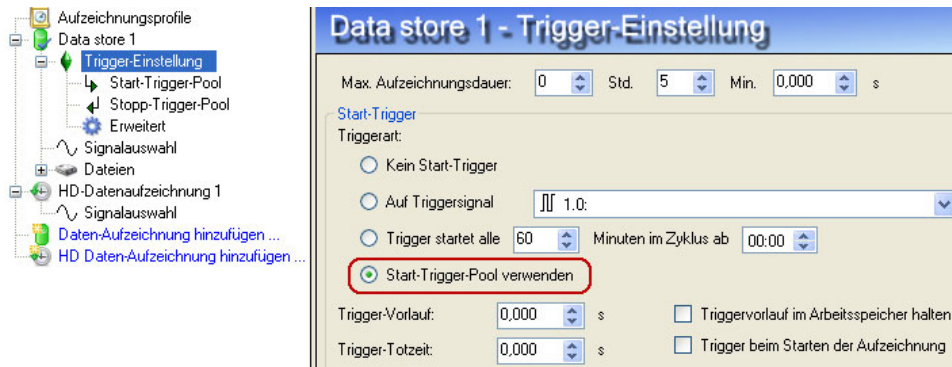 Aufzeichnungsprofile
Data store 1
Trigger-Einstellung
Start-Trigger-Pool
Stopp-Trigger-Pool
Erweitert
Signalauswahl
Dateien
HD-Datenaufzeichnung 1
Signalauswahl
Daten-Aufzeichnung hinzufügen ...
HD Daten-Aufzeichnung hinzufügen ...
Data store 1 - Trigger-Einstellung
Max. Aufzeichnungsdauer: 0 Std. 5 Min. 0,000 s
Start-Trigger
Triggerart:
Kein Start-Trigger
Auf Triggersignal 1.0:
Trigger startet alle 60 Minuten im Zyklus ab 00:00
Start-Trigger-Pool verwenden
Trigger-Vorlauf: 0,000 s Triggervorlauf im Arbeitsspeicher halten
Trigger-Totzeit: 0,000 s Trigger beim Starten der Aufzeichnung